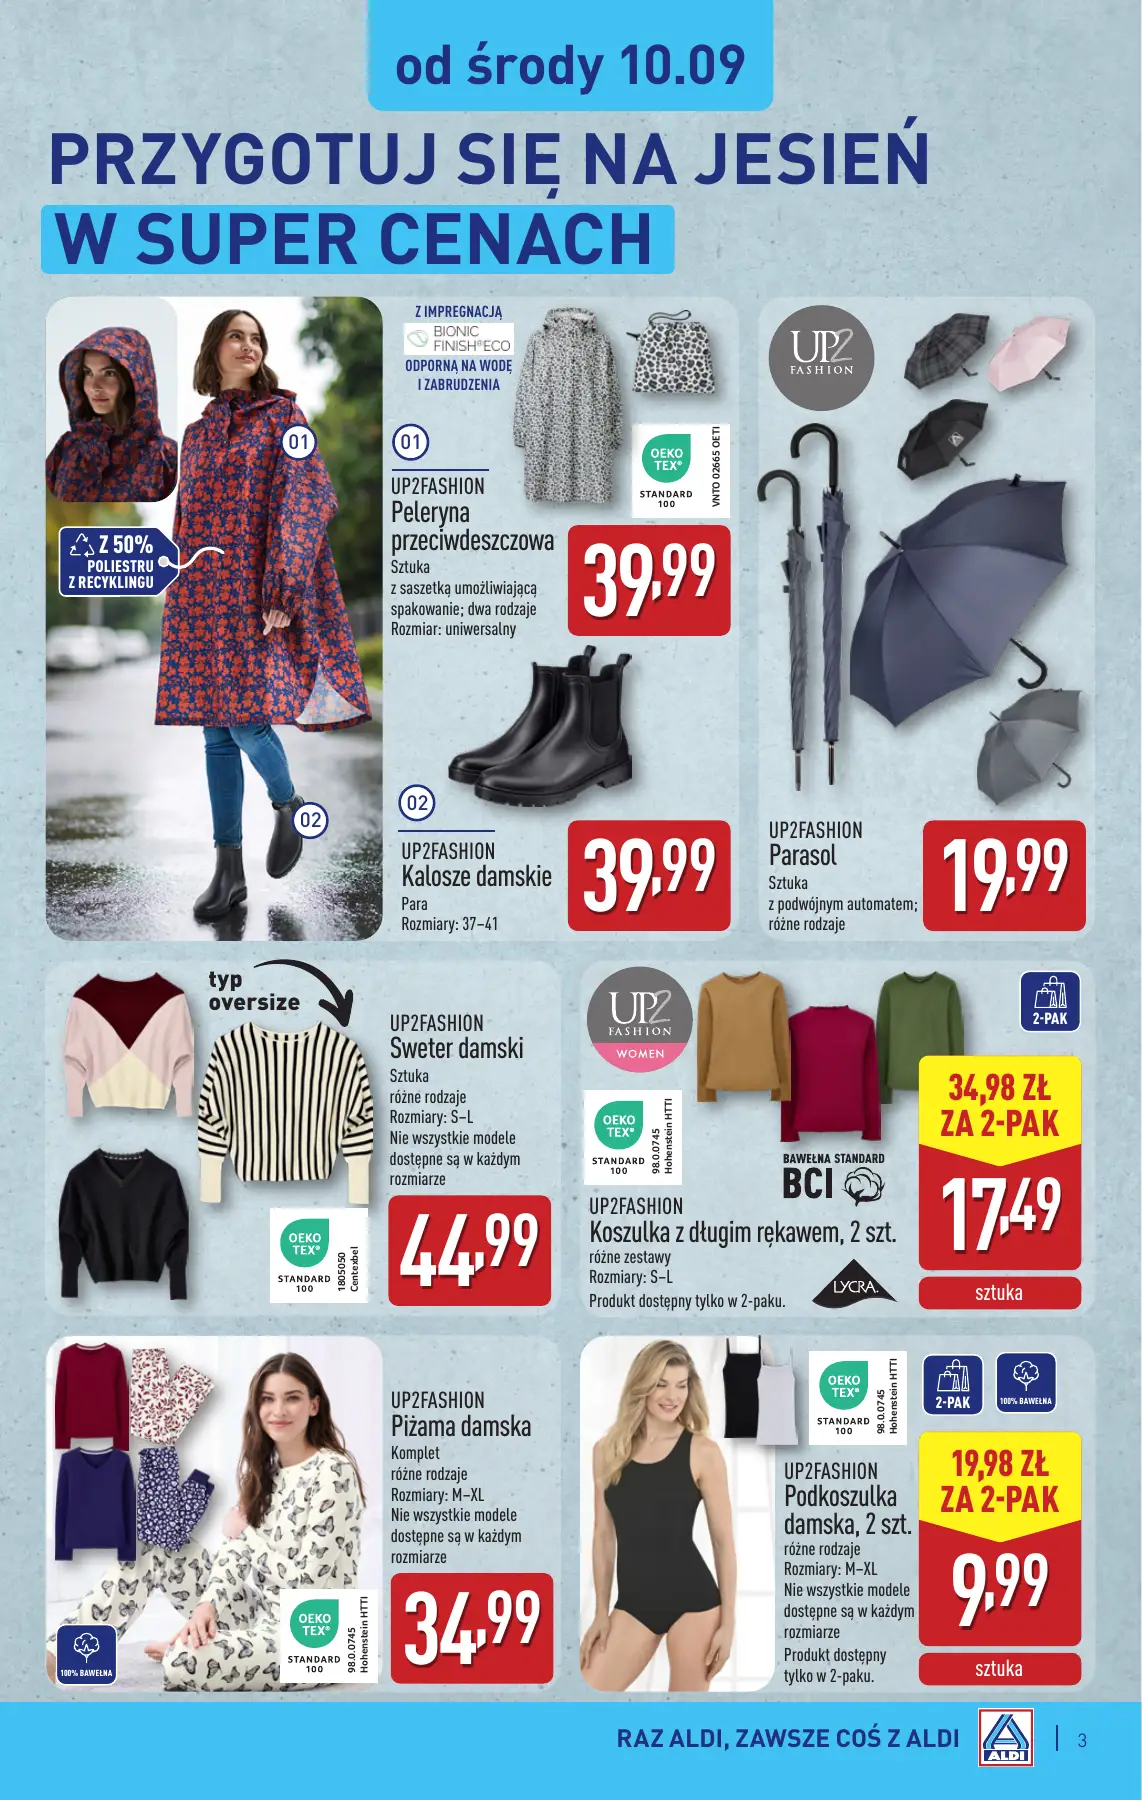 od środy 10.09
PRZYGOTUJ SIĘ NA JESIEŃ
W SUPER CENACH
Z IMPREGNACJĄ
BIONIC
FINISH®ECO
ODPORNĄ NA WODĘ
I ZABRUDZENIA
01
01
02
Z 50%
POLIESTRU
Z RECYKLINGU
UP2FASHION
Peleryna
przeciwdeszczowa
Sztuka
z saszetką umożliwiającą
spakowanie; dwa rodzaje
Rozmiar: uniwersalny
OEKO
TEX®
STANDARD
100
VNTO 02665 OETI
39,99
02
UP2FASHION
Kalosze damskie
Para
Rozmiary: 37–41
39,99
UP2
FASHION
UP2FASHION
Parasol
Sztuka
z podwójnym automatem;
różne rodzaje
19,99
typ
oversize
UP2FASHION
Sweter damski
Sztuka
różne rodzaje
Rozmiary: S–L
Nie wszystkie modele
dostępne są w każdym
rozmiarze
OEKO
TEX®
STANDARD
100
1805050
Centexbel
44,99
UP2
FASHION
WOMEN
OEKO
TEX®
STANDARD
100
98.0.0745
Hohenstein HTTI
BAWEŁNA STANDARD
BCI
2-PAK
UP2FASHION
Koszulka z długim rękawem, 2 szt.
różne zestawy
Rozmiary: S–L
Produkt dostępny tylko w 2-paku.
LYCRA.
34,98 ZŁ
ZA 2-PAK
17,49
sztuka
UP2FASHION
Piżama damska
Komplet
różne rodzaje
Rozmiary: M–XL
Nie wszystkie modele
dostępne są w każdym
rozmiarze
100% BAWEŁNA
OEKO
TEX®
STANDARD
100
98.0.0745
Hohenstein HTTI
34,99
OEKO
TEX®
STANDARD
100
98.0.0745
Hohenstein HTTI
2-PAK
100% BAWEŁNA
UP2FASHION
Podkoszulka
damska, 2 szt.
różne rodzaje
Rozmiary: M–XL
Nie wszystkie modele
dostępne są w każdym
rozmiarze
Produkt dostępny
tylko w 2-paku.
19,98 ZŁ
ZA 2-PAK
9,99
sztuka
RAZ ALDI, ZAWSZE COŚ Z ALDI
ALDI
3